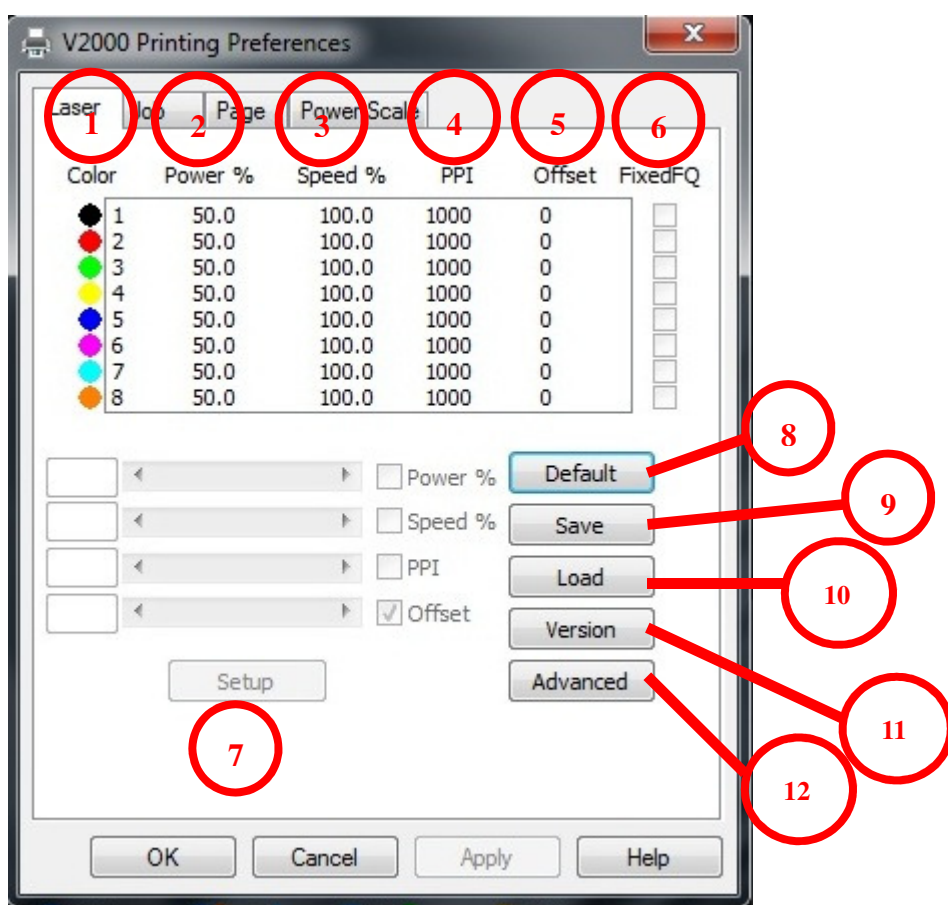 V2000 Printing Preferences x
Laser Job Page Power Scale
1 2 3 4 5 6
Color Power % Speed % PPI Offset FixedFQ
1 50.0 100.0 1000 0
2 50.0 100.0 1000 0
3 50.0 100.0 1000 0
4 50.0 100.0 1000 0
5 50.0 100.0 1000 0
6 50.0 100.0 1000 0
7 50.0 100.0 1000 0
8 50.0 100.0 1000 0
8
Power % Default
9
Speed % Save
PPI Load
10
Offset Version
Setup Advanced
11
7
12
OK Cancel Apply Help